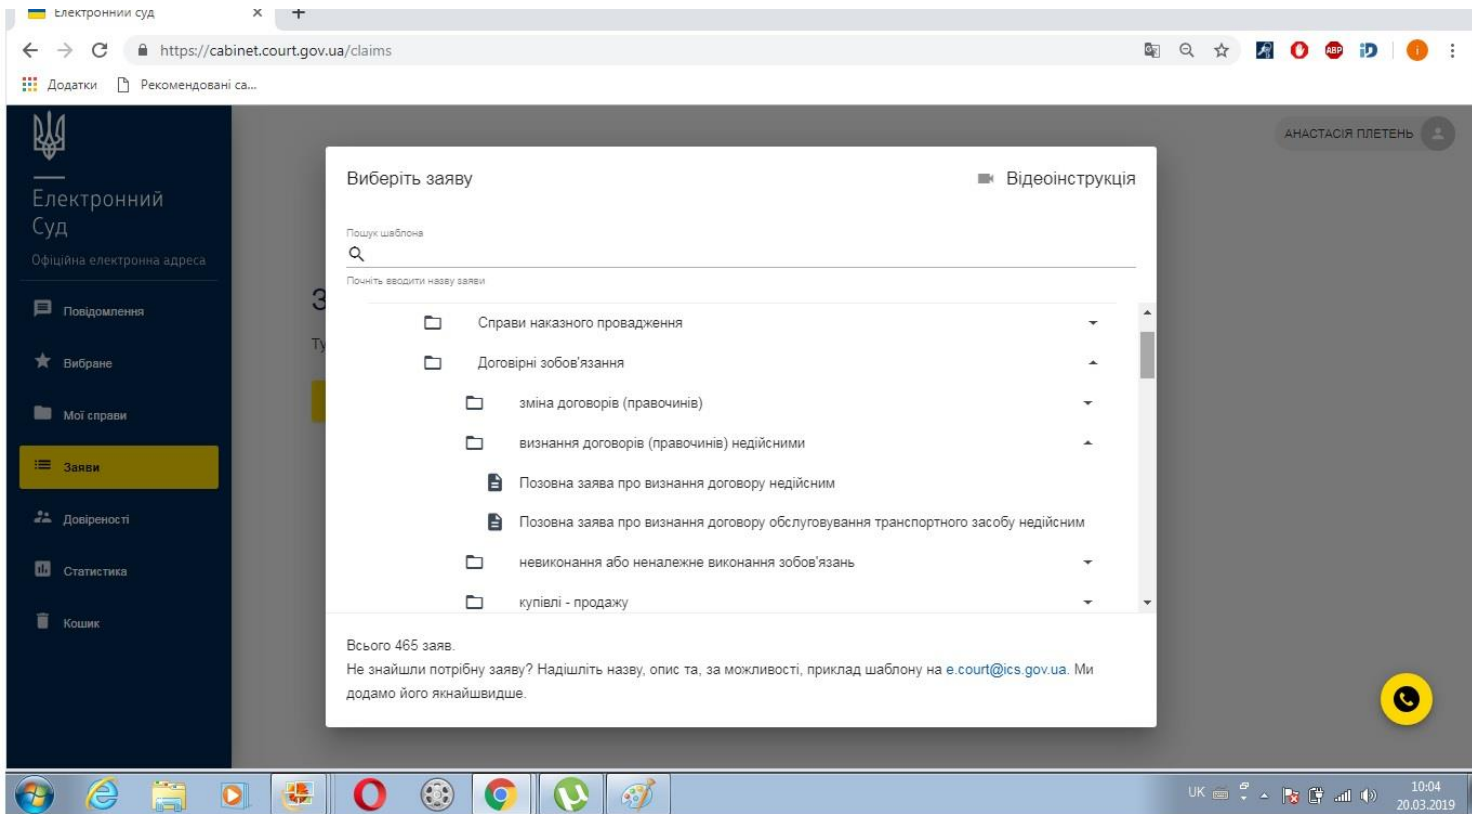 Електронний суд
https://cabinet.court.gov.ua/claims
Додатки Рекомендовані са...
АНАСТАСІЯ ПЛЕТЕНЬ
Електронний
Суд
Офіційна електронна адреса
Повідомлення
Вибране
Мої справи
Заяви
Довіреності
Статистика
Кошик
З
Ту
Виберіть заяву
Відеоінструкція
Пошук шаблона
Почніть вводити назву заяви
Справи наказного провадження
Договірні зобов'язання
зміна договорів (правочинів)
визнання договорів (правочинів) недійсними
Позовна заява про визнання договору недійсним
Позовна заява про визнання договору обслуговування транспортного засобу недійсним
невиконання або неналежне виконання зобов'язань
купівлі - продажу
Всього 465 заяв.
Не знайшли потрібну заяву? Надішліть назву, опис та, за можливості, приклад шаблону на e.court@ics.gov.ua. Ми
додамо його якнайшвидше.
ABP
UK
10:04
20.03.2019